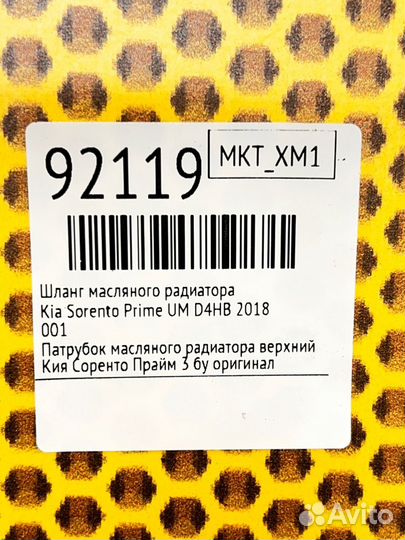 92119
MKT_XM1
Шланг масляного радиатора
Kia Sorento Prime UM D4HB 2018
001
Патрубок масляного радиатора верхний
Кия Соренто Прайм 3 бу оригинал
Avito